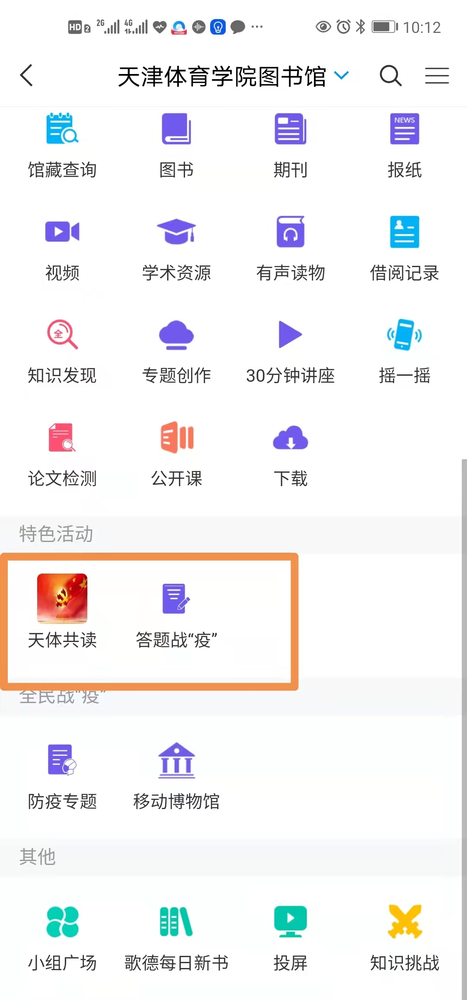 HD 2 2G 4G 10:12
天津体育学院图书馆
NEWS
馆藏查询 图书 期刊 报纸
视频 学术资源 有声读物 借阅记录
全
知识发现 专题创作 30分钟讲座 摇一摇
论文检测 公开课 下载
特色活动
天体共读 答题战“疫”
全民战“疫”
防疫专题 移动博物馆
其他
小组广场 歌德每日新书 投屏 知识挑战